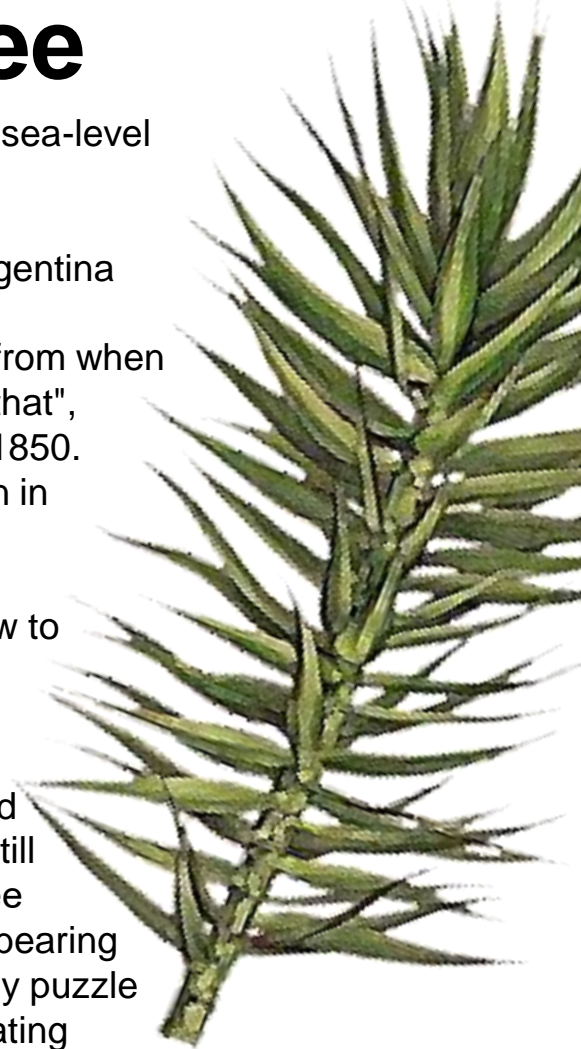 ee
sea-level
gentina
from when
hat",
1850.
n in
w to
d
till
e
bearing
y puzzle
ating